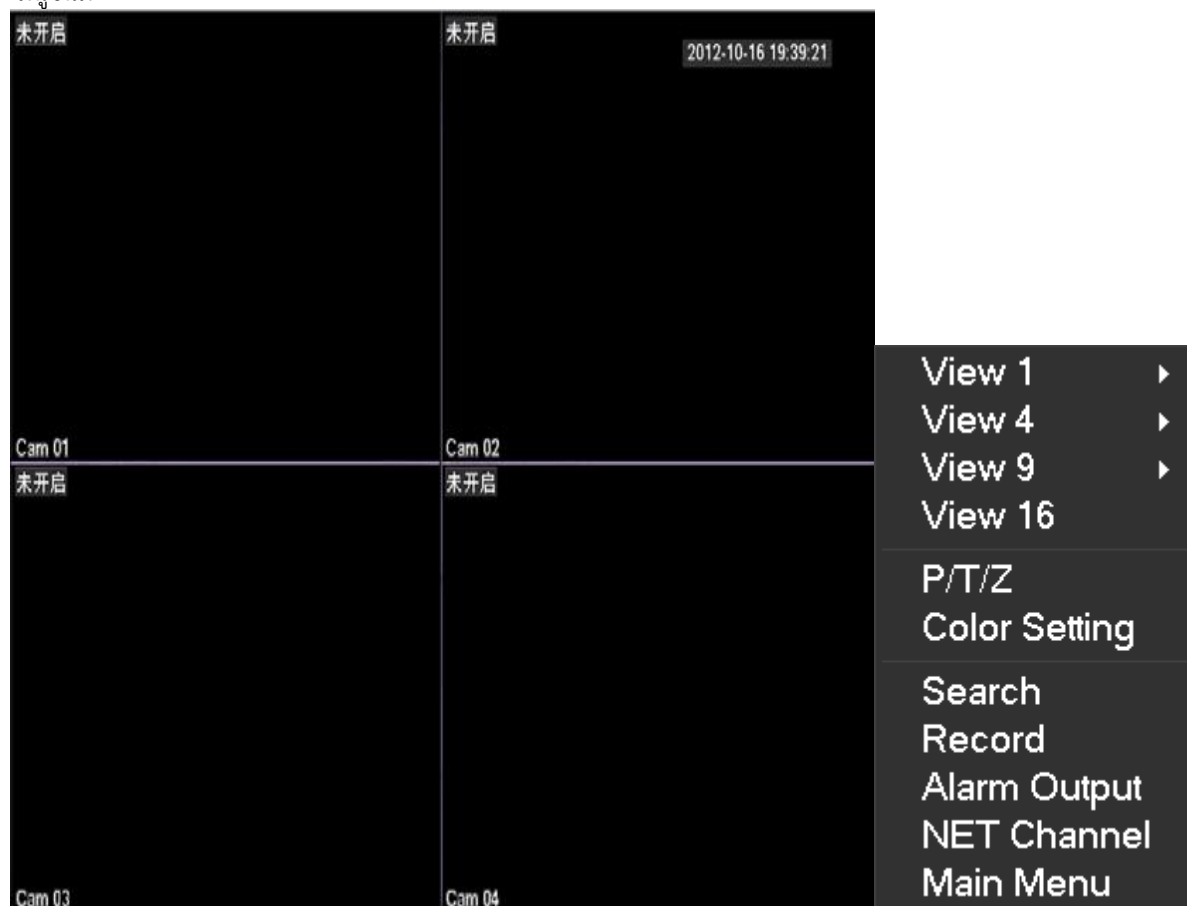 未开启
未开启
2012-10-16 19:39:21
Cam 01
Cam 02
未开启
未开启
Cam 03
Cam 04
View 1
View 4
View 9
View 16
P/T/Z
Color Setting
Search
Record
Alarm Output
NET Channel
Main Menu